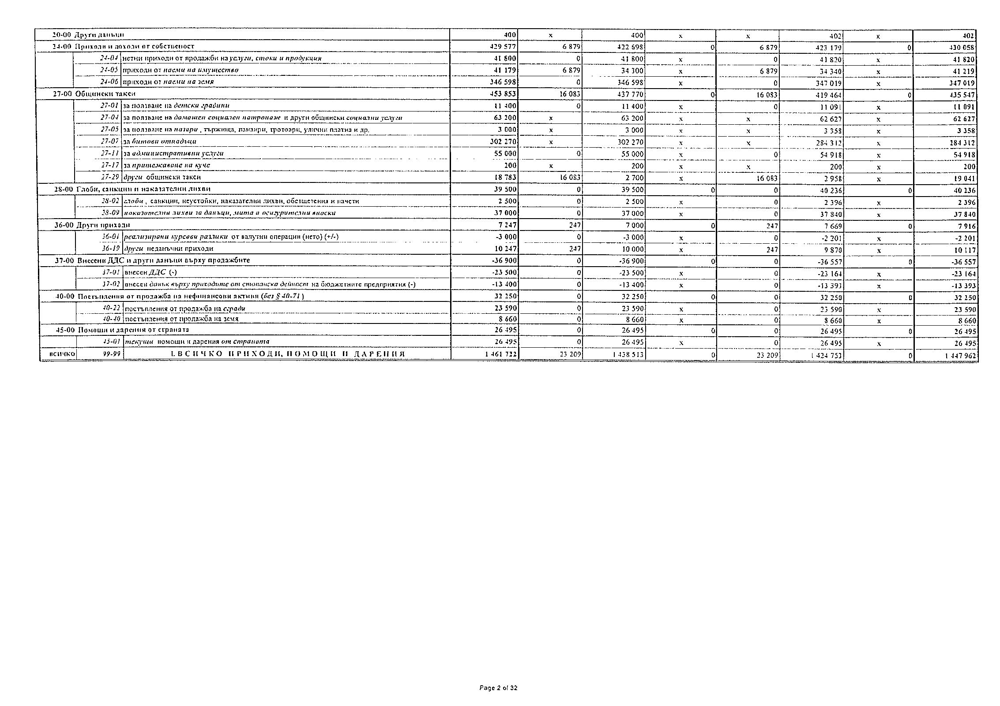 20-00 Други данъци 400 x 400 x x 402 x 402
24-00 Приходи и доходи от собственост 429 577 6 879 422 698 0 6 879 423 179 0 430 058
24-04 нетни приходи от продажби на услуги, стоки и продукция 41 800 0 41 800 x 0 41 820 x 41 820
24-05 приходи от наеми на имущество 41 179 6 879 34 300 x 6 879 34 340 x 41 219
24-06 приходи от наеми на земя 346 598 0 346 598 x 0 347 019 x 347 019
27-00 Общински такси 453 853 16 083 437 770 0 16 083 419 464 0 435 547
27-01 за ползване на детски градини 11 400 0 11 400 x 0 11 091 x 11 091
27-04 за ползване на домашен социален патронаж и други общински социални услуги 63 200 x 63 200 x x 62 627 x 62 627
27-05 за ползване на пазари , тържища, панаири, тротоари, улични платна и др. 3 000 x 3 000 x x 3 358 x 3 358
27-07 за битови отпадъци 302 270 x 302 270 x x 284 312 x 284 312
27-11 за административни услуги 55 000 0 55 000 x 0 54 918 x 54 918
27-17 за притежаване на куче 200 x 200 x x 200 x 200
27-29 други общински такси 18 783 16 083 2 700 x 16 083 2 958 x 19 041
28-00 Глоби, санкции и наказателни лихви 39 500 0 39 500 0 0 40 236 0 40 236
28-02 глоби , санкции, неустойки, наказателни лихви, обезщетения и начети 2 500 0 2 500 x 0 2 396 x 2 396
28-09 наказателни лихви за данъци, мита и осигурителни вноски 37 000 0 37 000 x 0 37 840 x 37 840
36-00 Други приходи 7 247 247 7 000 0 247 7 669 0 7 916
36-01 реализирани курсови разлики от валутни операции (нето) (+/-) -3 000 0 -3 000 x 0 -2 201 x -2 201
36-19 други неданъчни приходи 10 247 247 10 000 x 247 9 870 x 10 117
37-00 Внесени ДДС и други данъци върху продажбите -36 900 0 -36 900 0 0 -36 557 0 -36 557
37-01 внесен ДДС (-) -23 500 0 -23 500 x 0 -23 164 x -23 164
37-02 внесен данък върху приходите от стопанска дейност на бюджетните предприятия (-) -13 400 0 -13 400 x 0 -13 393 x -13 393
40-00 Постъпления от продажба на нефинансови активи (без § 40-71 ) 32 250 0 32 250 0 0 32 250 0 32 250
40-22 постъпления от продажба на сгради 23 590 0 23 590 x 0 23 590 x 23 590
40-40 постъпления от продажба на земя 8 660 0 8 660 x 0 8 660 x 8 660
45-00 Помощи и дарения от страната 26 495 0 26 495 0 0 26 495 0 26 495
45-01 текущи помощи и дарения от страната 26 495 0 26 495 x 0 26 495 x 26 495
всичко 99-99 I. ВСИЧКО ПРИХОДИ, ПОМОЩИ И ДАРЕНИЯ 1 461 722 23 209 1 438 513 0 23 209 1 424 753 0 1 447 962
Page 2 of 32